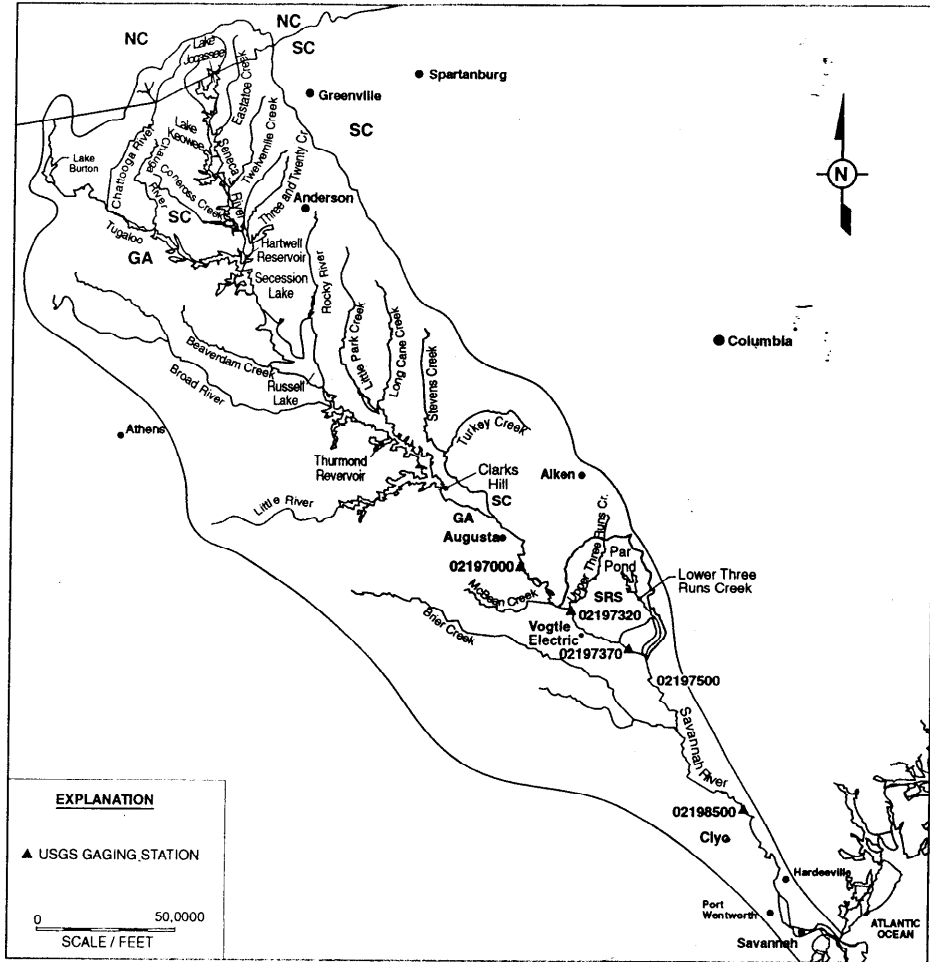 NC
NC
SC
Lake
Jocassee
Eastatoe Creek
Spartanburg
Greenville
SC
Lake
Keowee
Seneca
River
Twelvemile Creek
Three and Twenty Cr.
Lake
Burton
Chattooga River
Chauga
River
Coneross Creek
SC
Anderson
N
Tugaloo
GA
Hartwell
Reservoir
Secession
Lake
Rocky River
Little Park Creek
Long Cane Creek
Stevens Creek
Columbia
Beaverdam Creek
Broad River
Russell
Lake
Athens
Turkey Creek
Thurmond
Revervoir
Clarks
Hill
Aiken
SC
Little River
GA
Augusta
02197000
Upper Three Runs Cr.
Par
Pond
Lower Three
Runs Creek
McBean Creek
SRS
02197320
Brier Creek
Vogtle
Electric
02197370
02197500
Savannah River
02198500
Clyo
Hardeeville
Port
Wentworth
Savannah
ATLANTIC
OCEAN
EXPLANATION
USGS GAGING STATION
0 50,0000
SCALE / FEET